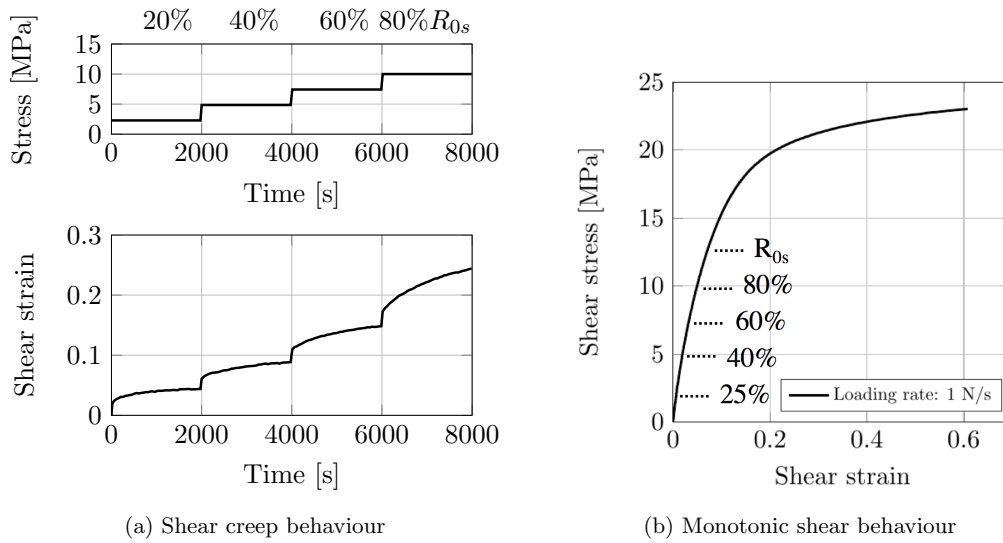 20% 40% 60% 80%R0s
15
10
5
0
Stress [MPa]
0 2000 4000 6000 8000
Time [s]
0.3
0.2
0.1
0
Shear strain
0 2000 4000 6000 8000
Time [s]
(a) Shear creep behaviour
25
20
15
10
5
0
Shear stress [MPa]
R0s
80%
60%
40%
25%
Loading rate: 1 N/s
0 0.2 0.4 0.6
Shear strain
(b) Monotonic shear behaviour